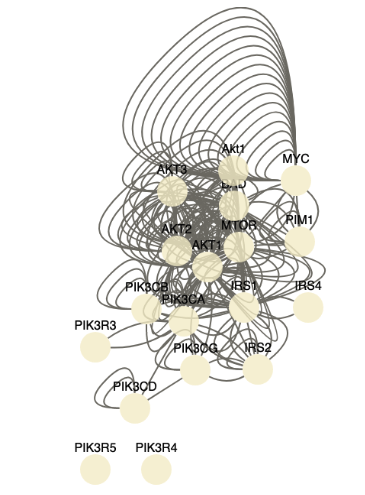 Akt1
MYC
AKT3
PIM1
MTOR
AKT2
AKT1
PIK3CB
IRS1
IRS4
PIK3CA
PIK3R3
PIK3CG
IRS2
PIK3CD
PIK3R5
PIK3R4